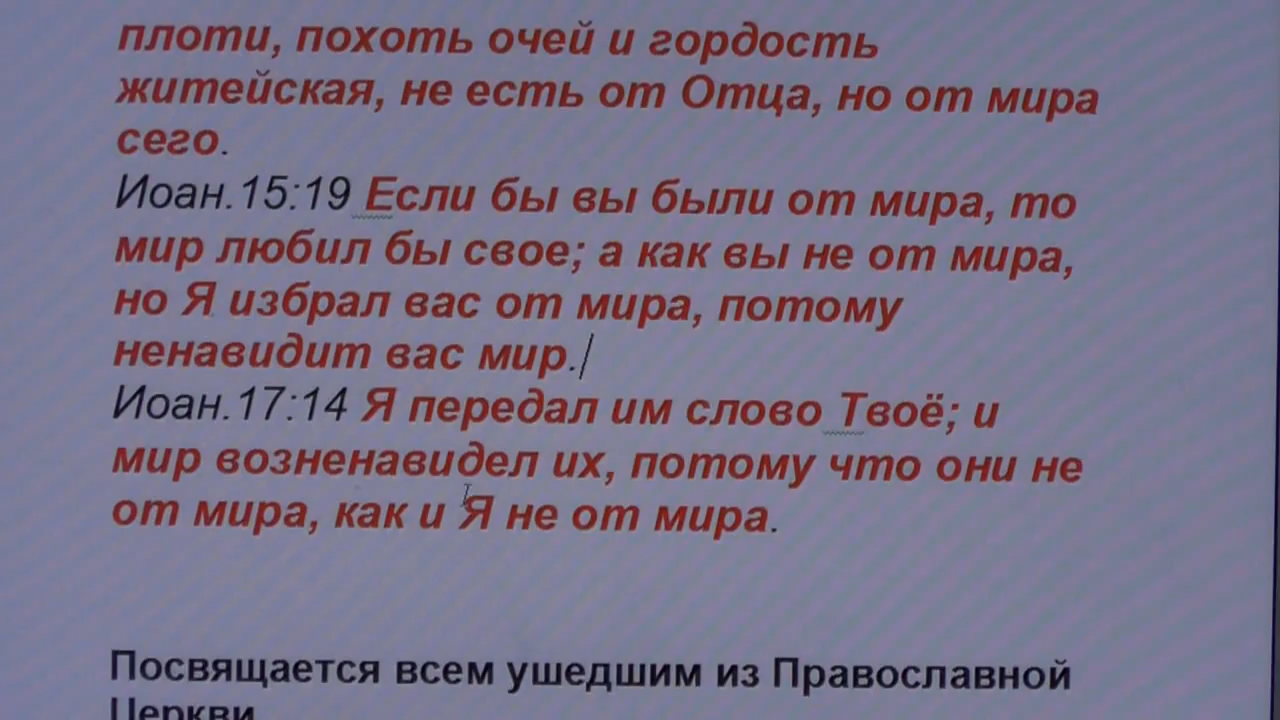 плоти, похоть очей и гордость
житейская, не есть от Отца, но от мира
сего.
Иоан.15:19 Если бы вы были от мира, то
мир любил бы свое; а как вы не от мира,
но Я избрал вас от мира, потому
ненавидит вас мир.
Иоан.17:14 Я передал им слово Твоё; и
мир возненавидел их, потому что они не
от мира, как и Я не от мира.
Посвящается всем ушедшим из Православной
Церкви